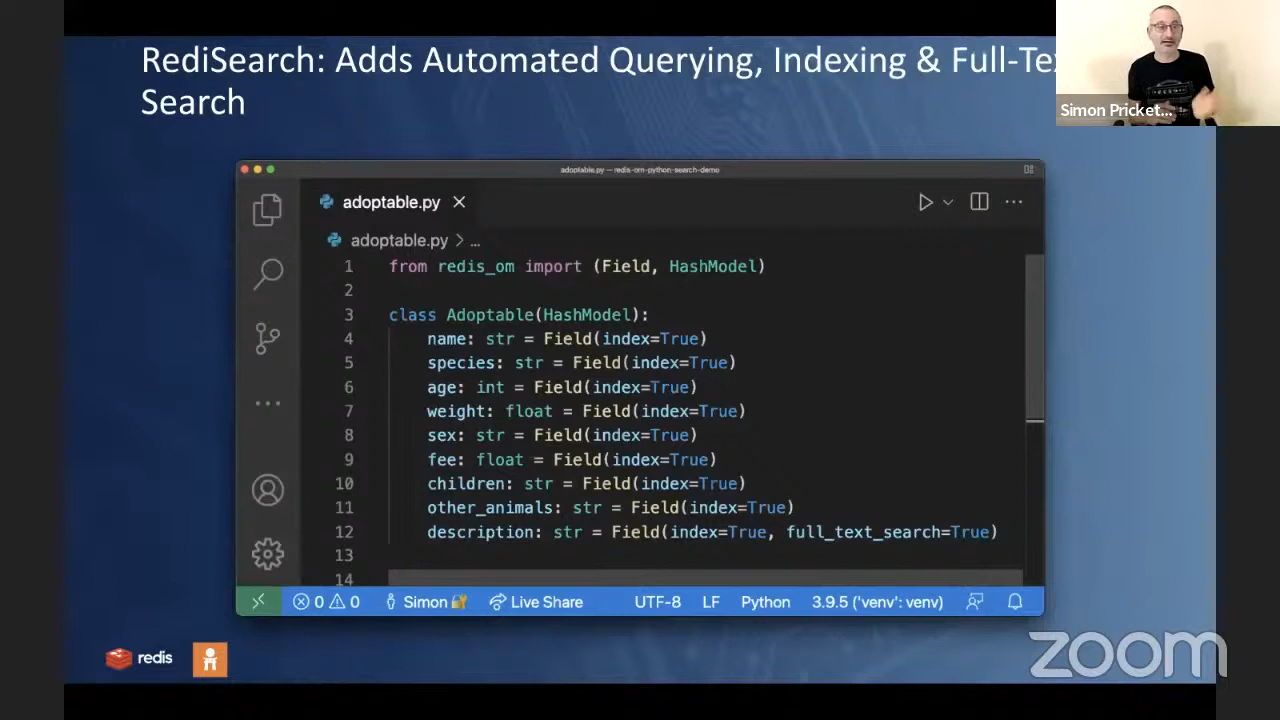 RediSearch: Adds Automated Querying, Indexing & Full-Te
Search
Simon Pricket...
adoptable.py — redis-om-python-search-demo
adoptable.py
adoptable.py > ...
1 from redis_om import (Field, HashModel)
2
3 class Adoptable(HashModel):
4 name: str = Field(index=True)
5 species: str = Field(index=True)
6 age: int = Field(index=True)
7 weight: float = Field(index=True)
8 sex: str = Field(index=True)
9 fee: float = Field(index=True)
10 children: str = Field(index=True)
11 other_animals: str = Field(index=True)
12 description: str = Field(index=True, full_text_search=True)
13
14
0 0 Simon Live Share UTF-8 LF Python 3.9.5 ('venv': venv)
redis
zoom